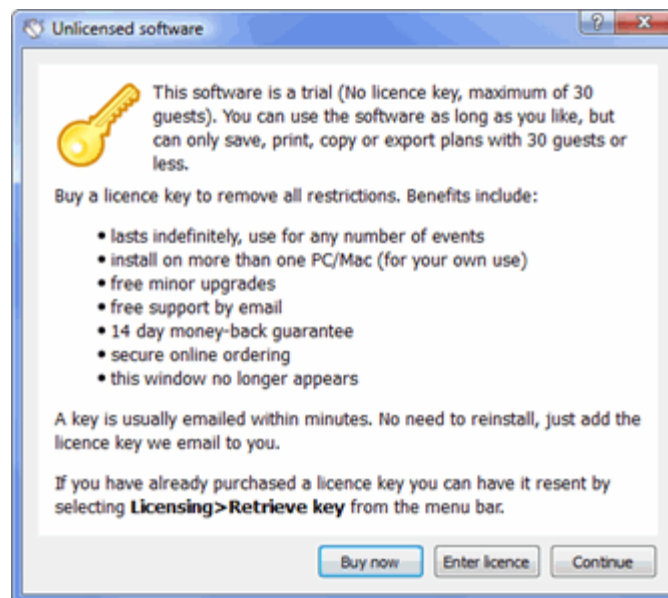 Unlicensed software
This software is a trial (No licence key, maximum of 30
guests). You can use the software as long as you like, but
can only save, print, copy or export plans with 30 guests or
less.
Buy a licence key to remove all restrictions. Benefits include:
• lasts indefinitely, use for any number of events
• install on more than one PC/Mac (for your own use)
• free minor upgrades
• free support by email
• 14 day money-back guarantee
• secure online ordering
• this window no longer appears
A key is usually emailed within minutes. No need to reinstall, just add the
licence key we email to you.
If you have already purchased a licence key you can have it resent by
selecting Licensing>Retrieve key from the menu bar.
Buy now Enter licence Continue